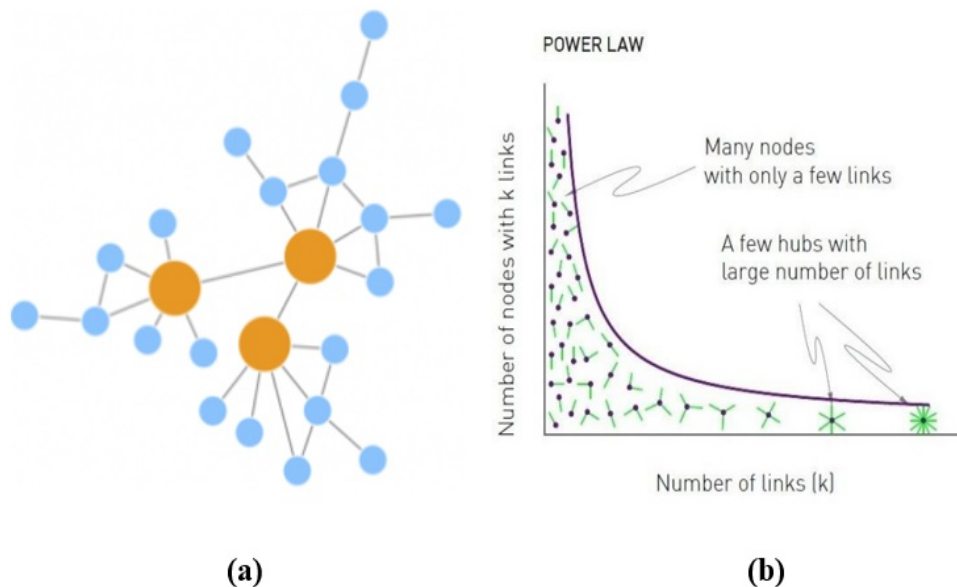 POWER LAW
Number of nodes with k links
Many nodes
with only a few links
A few hubs with
large number of links
Number of links (k)
(a)
(b)